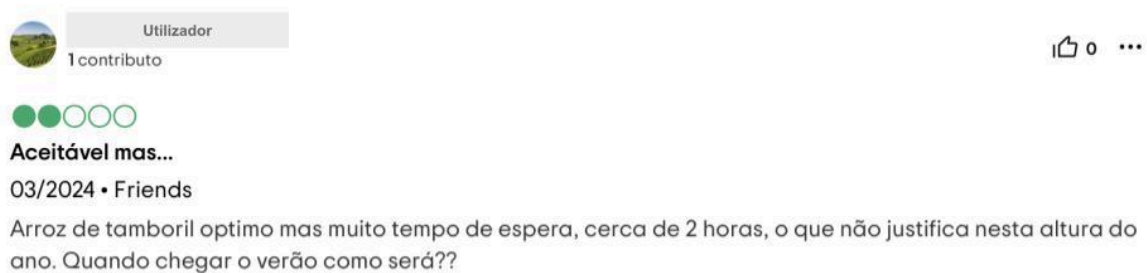 Utilizador
1 contributo
0 •••
Aceitável mas...
03/2024 • Friends
Arroz de tamboril optimo mas muito tempo de espera, cerca de 2 horas, o que não justifica nesta altura do
ano. Quando chegar o verão como será??